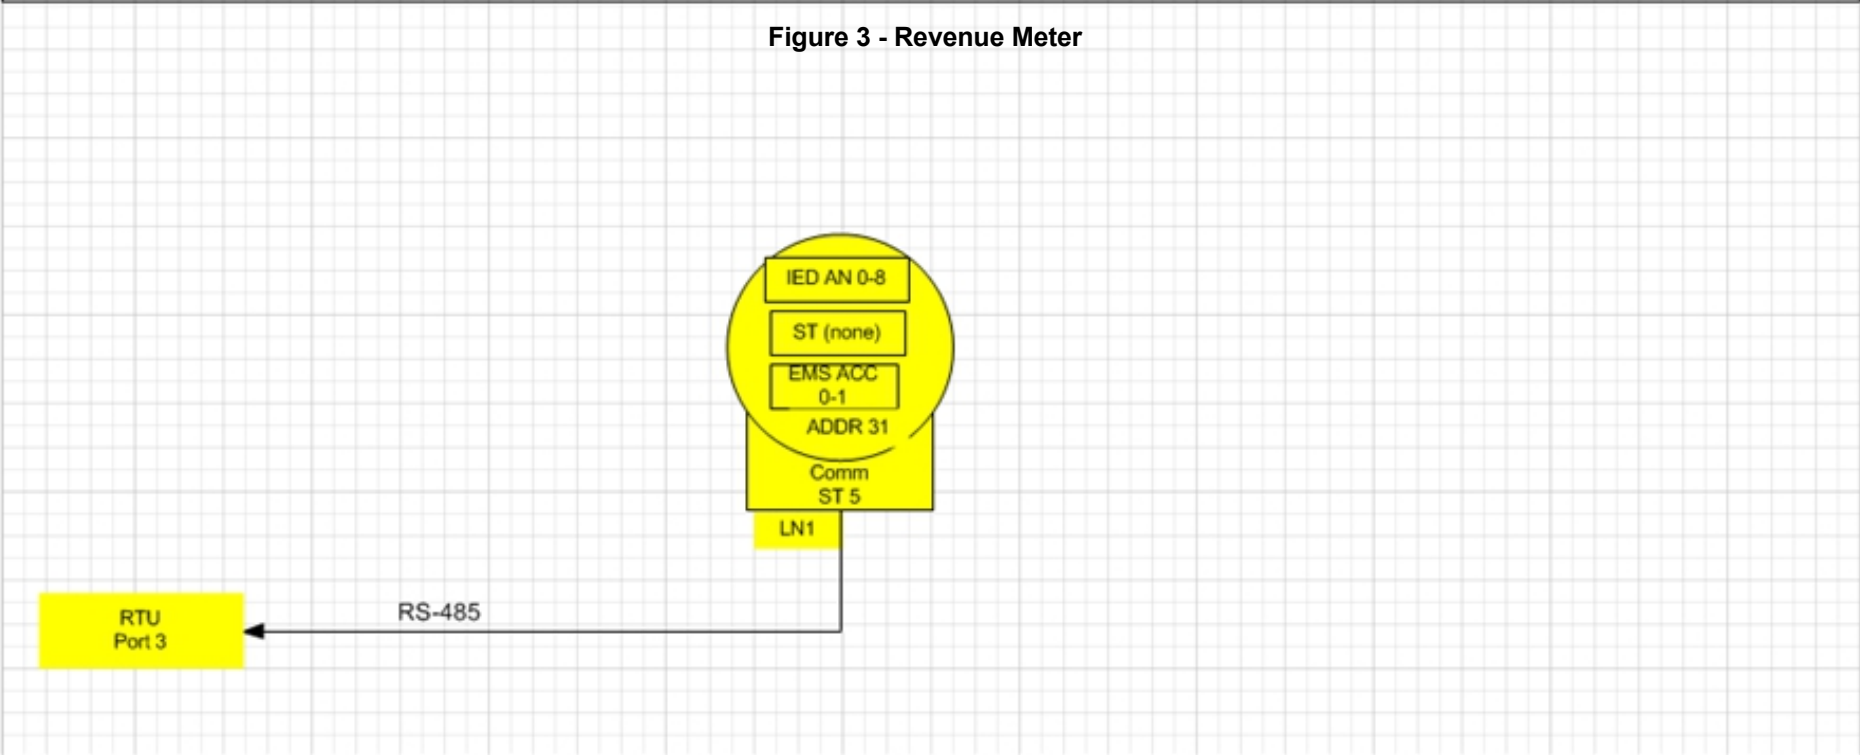 Figure 3 - Revenue Meter
IED AN 0-8
ST (none)
EMS ACC
0-1
ADDR 31
Comm
ST 5
LN1
RS-485
RTU
Port 3